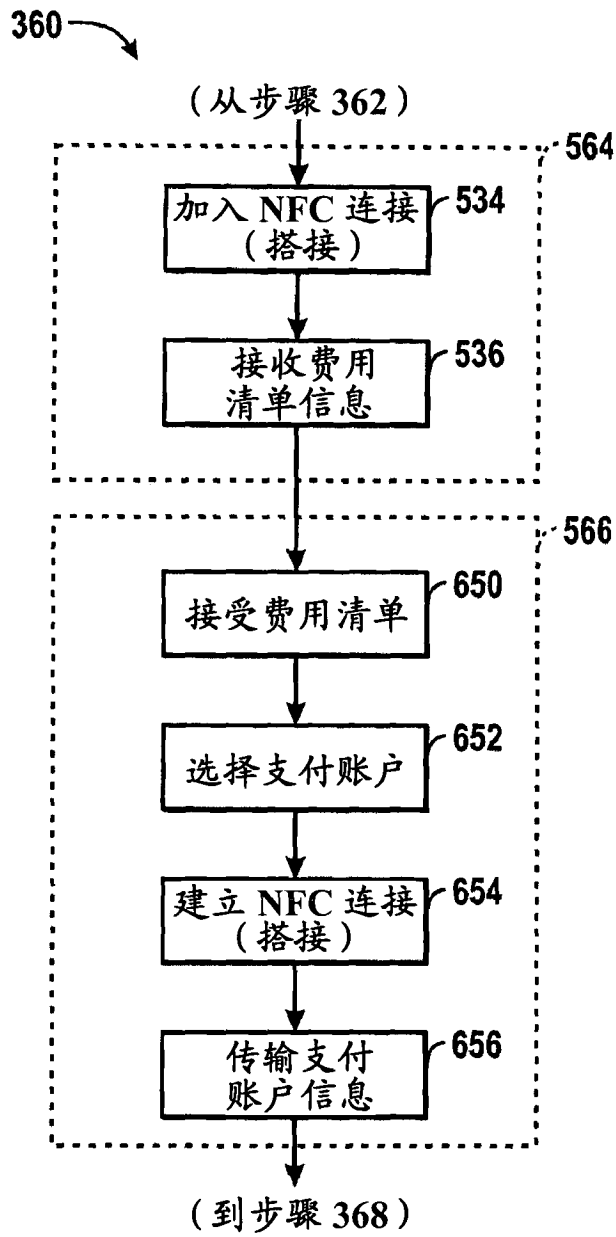 360
(从步骤 362)
564
加入 NFC 连接
(搭接)
534
接收费用
清单信息
536
566
接受费用清单
650
选择支付账户
652
建立 NFC 连接
(搭接)
654
传输支付
账户信息
656
(到步骤 368)